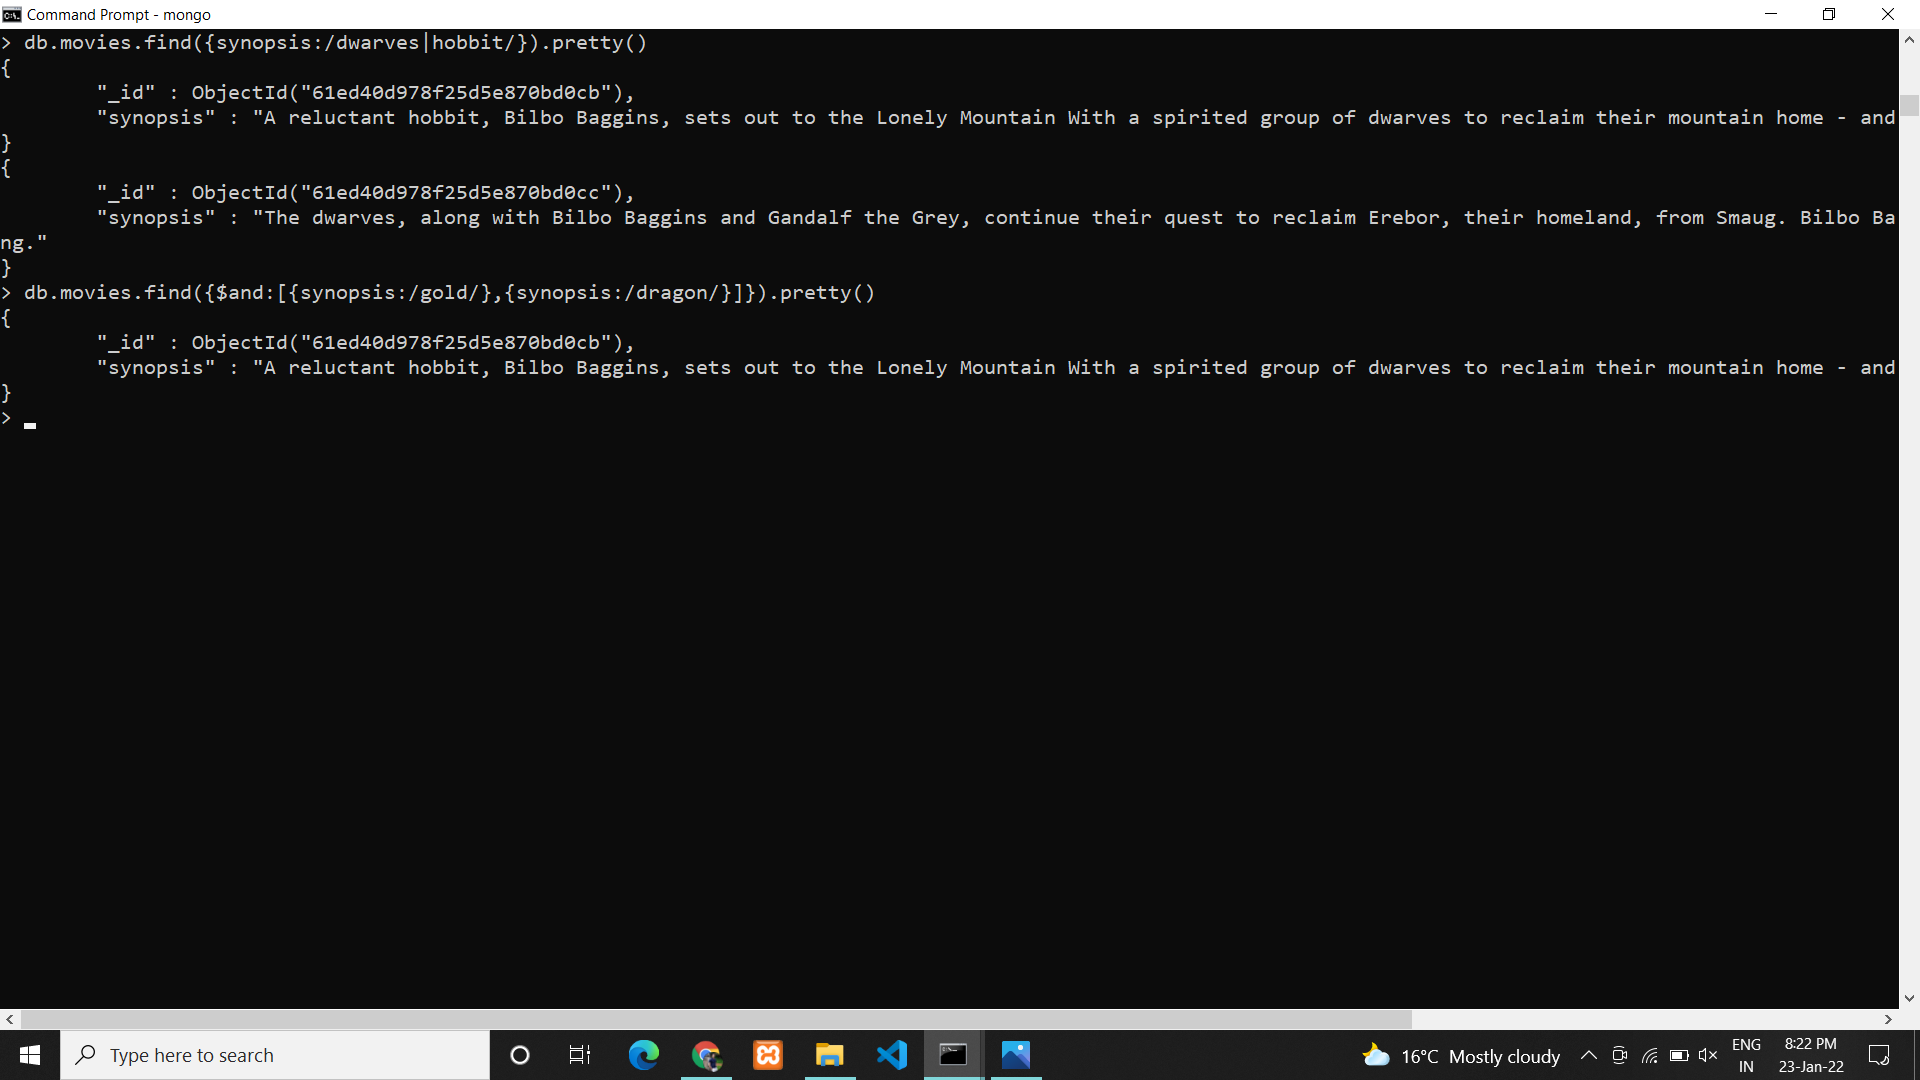 Command Prompt - mongo
> db.movies.find({synopsis:/dwarves|hobbit/}).pretty()
{
"_id" : ObjectId("61ed40d978f25d5e870bd0cb"),
"synopsis" : "A reluctant hobbit, Bilbo Baggins, sets out to the Lonely Mountain With a spirited group of dwarves to reclaim their mountain home - and
}
{
"_id" : ObjectId("61ed40d978f25d5e870bd0cc"),
"synopsis" : "The dwarves, along with Bilbo Baggins and Gandalf the Grey, continue their quest to reclaim Erebor, their homeland, from Smaug. Bilbo Ba
ng."
}
> db.movies.find({$and:[{synopsis:/gold/},{synopsis:/dragon/}]}).pretty()
{
"_id" : ObjectId("61ed40d978f25d5e870bd0cb"),
"synopsis" : "A reluctant hobbit, Bilbo Baggins, sets out to the Lonely Mountain With a spirited group of dwarves to reclaim their mountain home - and
}
>
Type here to search
16°C Mostly cloudy
ENG
IN
8:22 PM
23-Jan-22